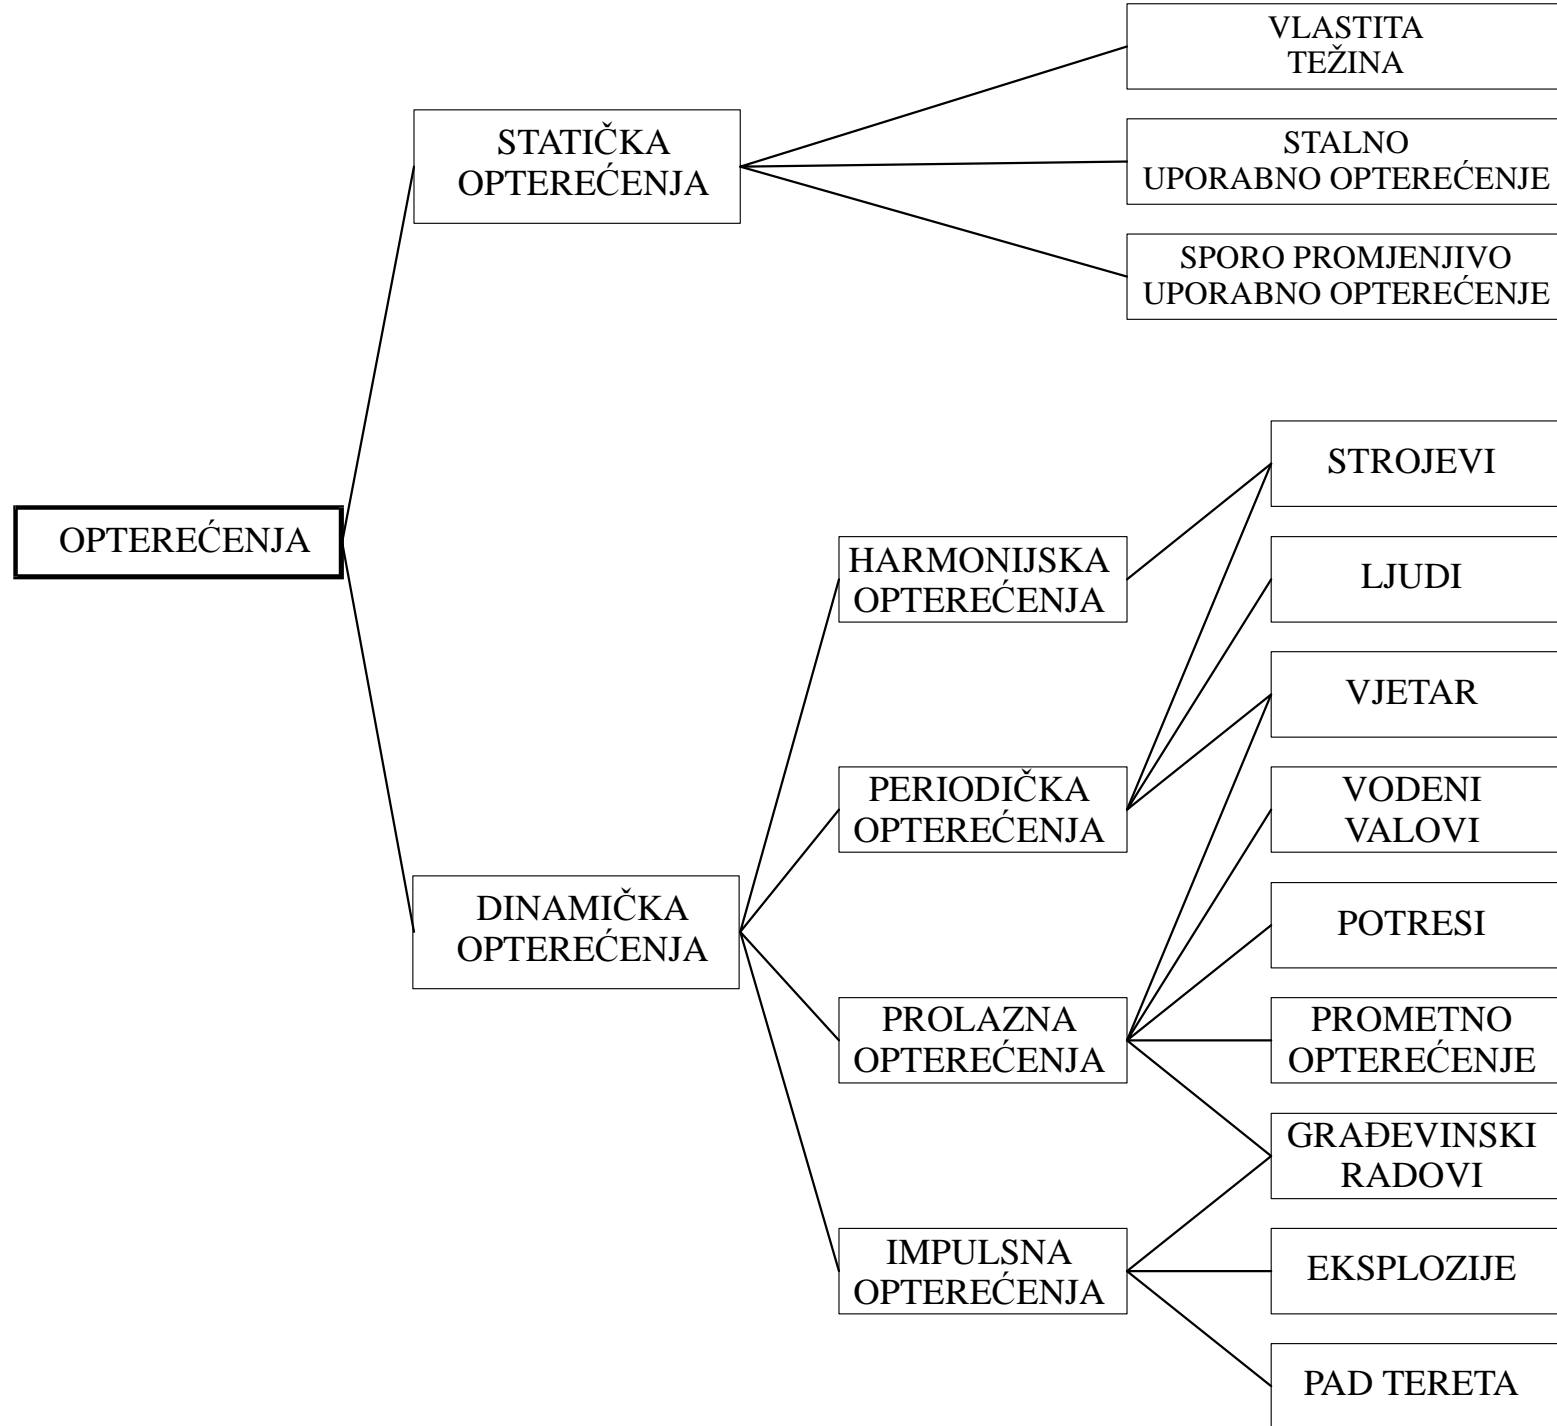 VLASTITA
TEŽINA
STATIČKA
OPTEREĆENJA
STALNO
UPORABNO OPTEREĆENJE
SPORO PROMJENJIVO
UPORABNO OPTEREĆENJE
OPTEREĆENJA
STROJEVI
HARMONIJSKA
OPTEREĆENJA
LJUDI
VJETAR
PERIODIČKA
OPTEREĆENJA
VODENI
VALOVI
DINAMIČKA
OPTEREĆENJA
POTRESI
PROLAZNA
OPTEREĆENJA
PROMETNO
OPTEREĆENJE
GRAĐEVINSKI
RADOVI
IMPULSNA
OPTEREĆENJA
EKSPLOZIJE
PAD TERETA